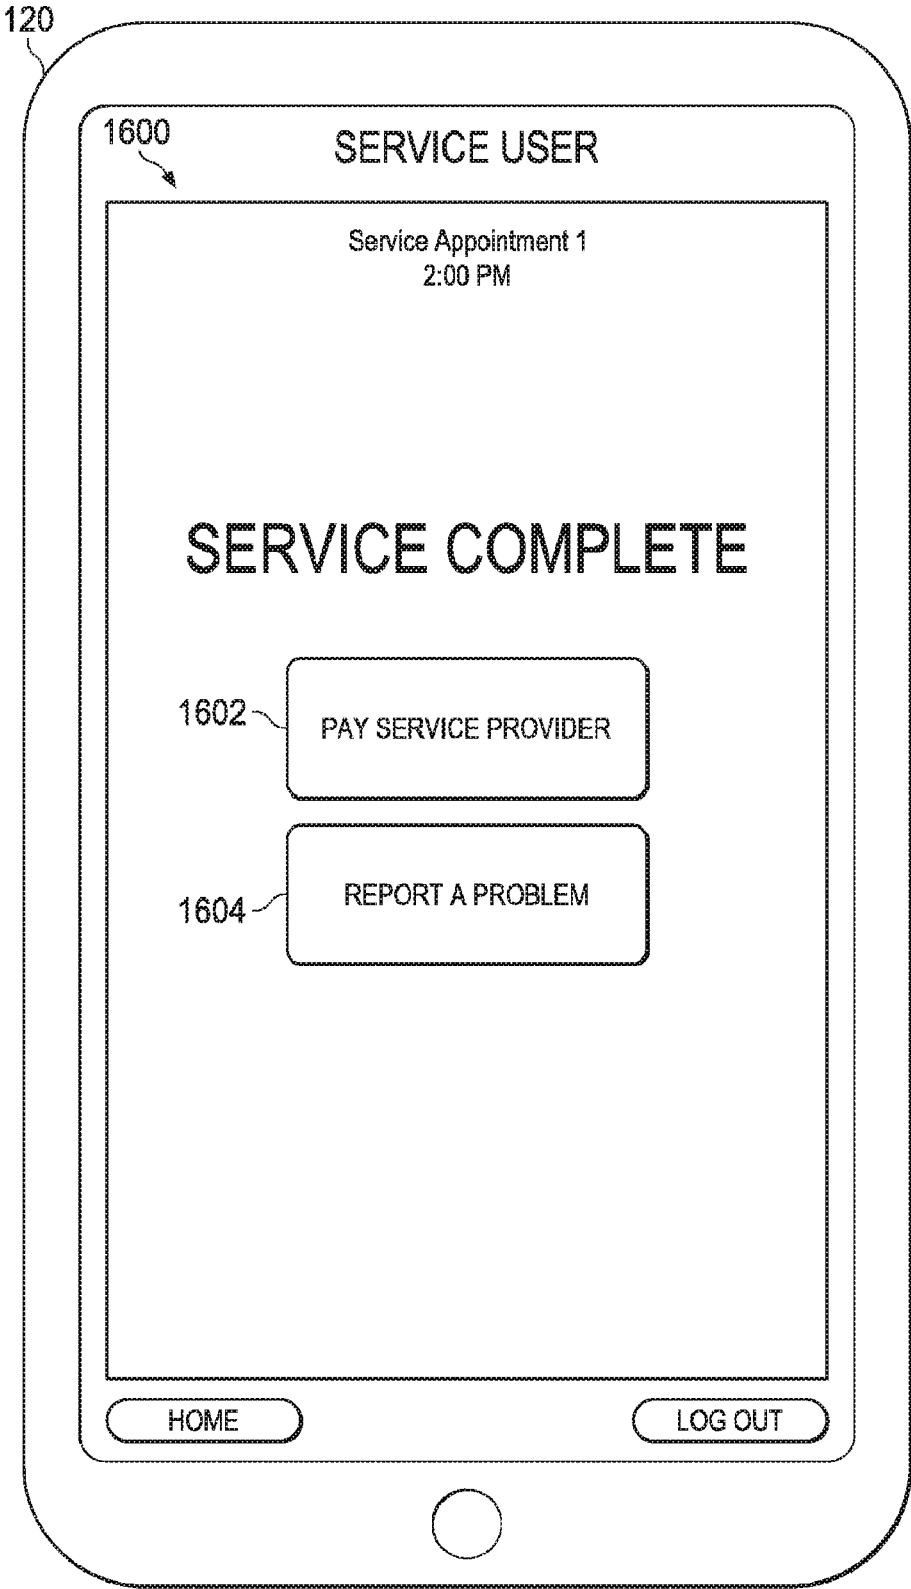 120
1600
SERVICE USER
Service Appointment 1
2:00 PM
SERVICE COMPLETE
1602
PAY SERVICE PROVIDER
1604
REPORT A PROBLEM
HOME
LOG OUT